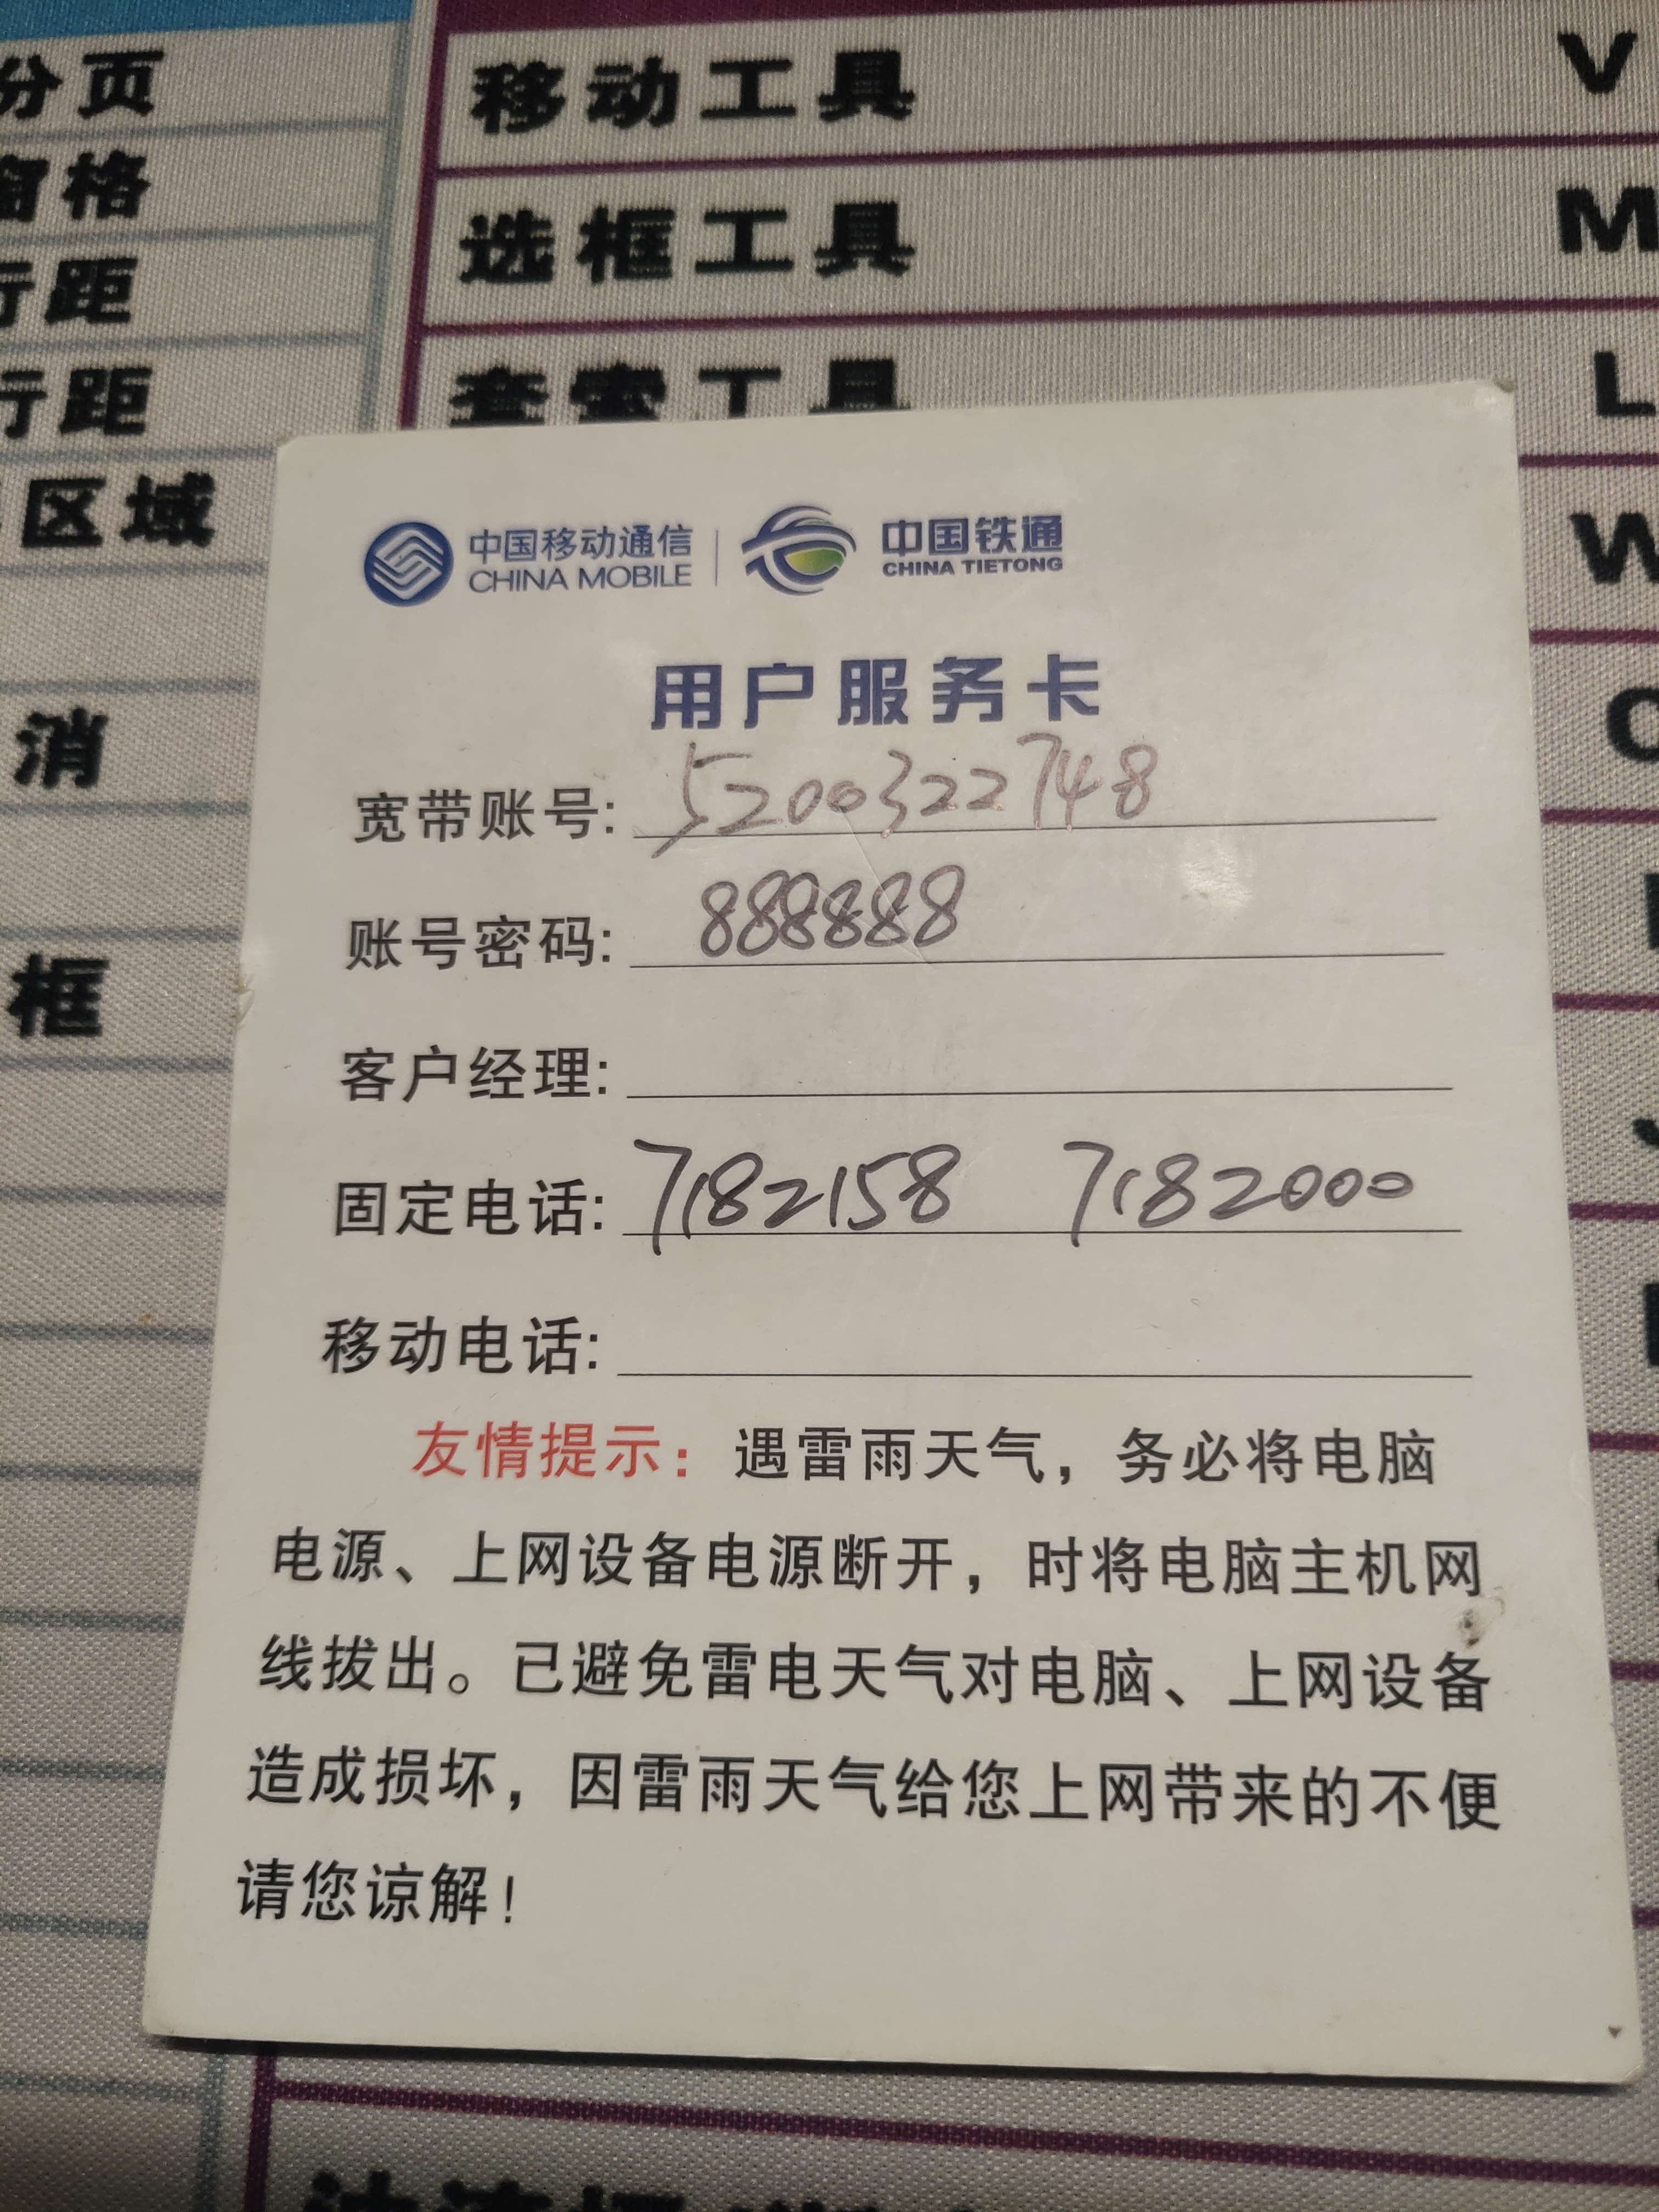 分页
移动工具 V
窗格
选框工具 M
行距
行距
套索工具 L
区域
W
消
框
中国移动通信 中国铁通
CHINA MOBILE CHINA TIETONG
用户服务卡
宽带账号: 5200322748
账号密码: 888888
客户经理:
固定电话: 7182158 7182000
移动电话:
友情提示：遇雷雨天气，务必将电脑
电源、上网设备电源断开，时将电脑主机网
线拔出。已避免雷电天气对电脑、上网设备
造成损坏，因雷雨天气给您上网带来的不便
请您谅解！